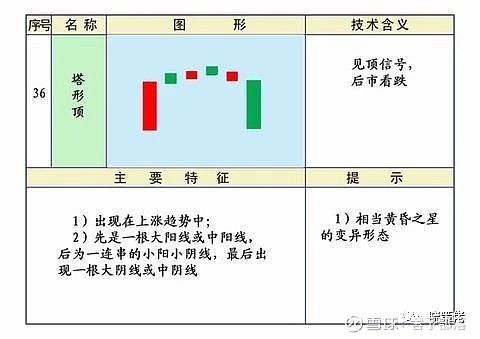 序号 名称 图形 技术含义
36
塔
形
顶
见顶信号，
后市看跌
主要特征 提示
1）出现在上涨趋势中；
2）先是一根大阳线或中阳线，
后为一连串的小阳小阴线，最后出
现一根大阴线或中阴线
1）相当黄昏之星
的变异形态
雪球